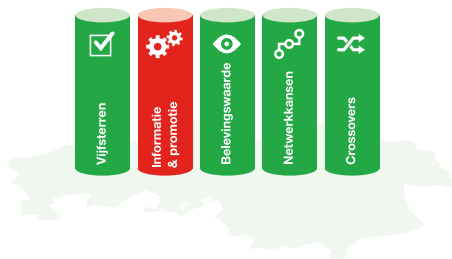 Vijfsterren
Informatie
& promotie
Belevingswaarde
Netwerkkansen
Crossovers